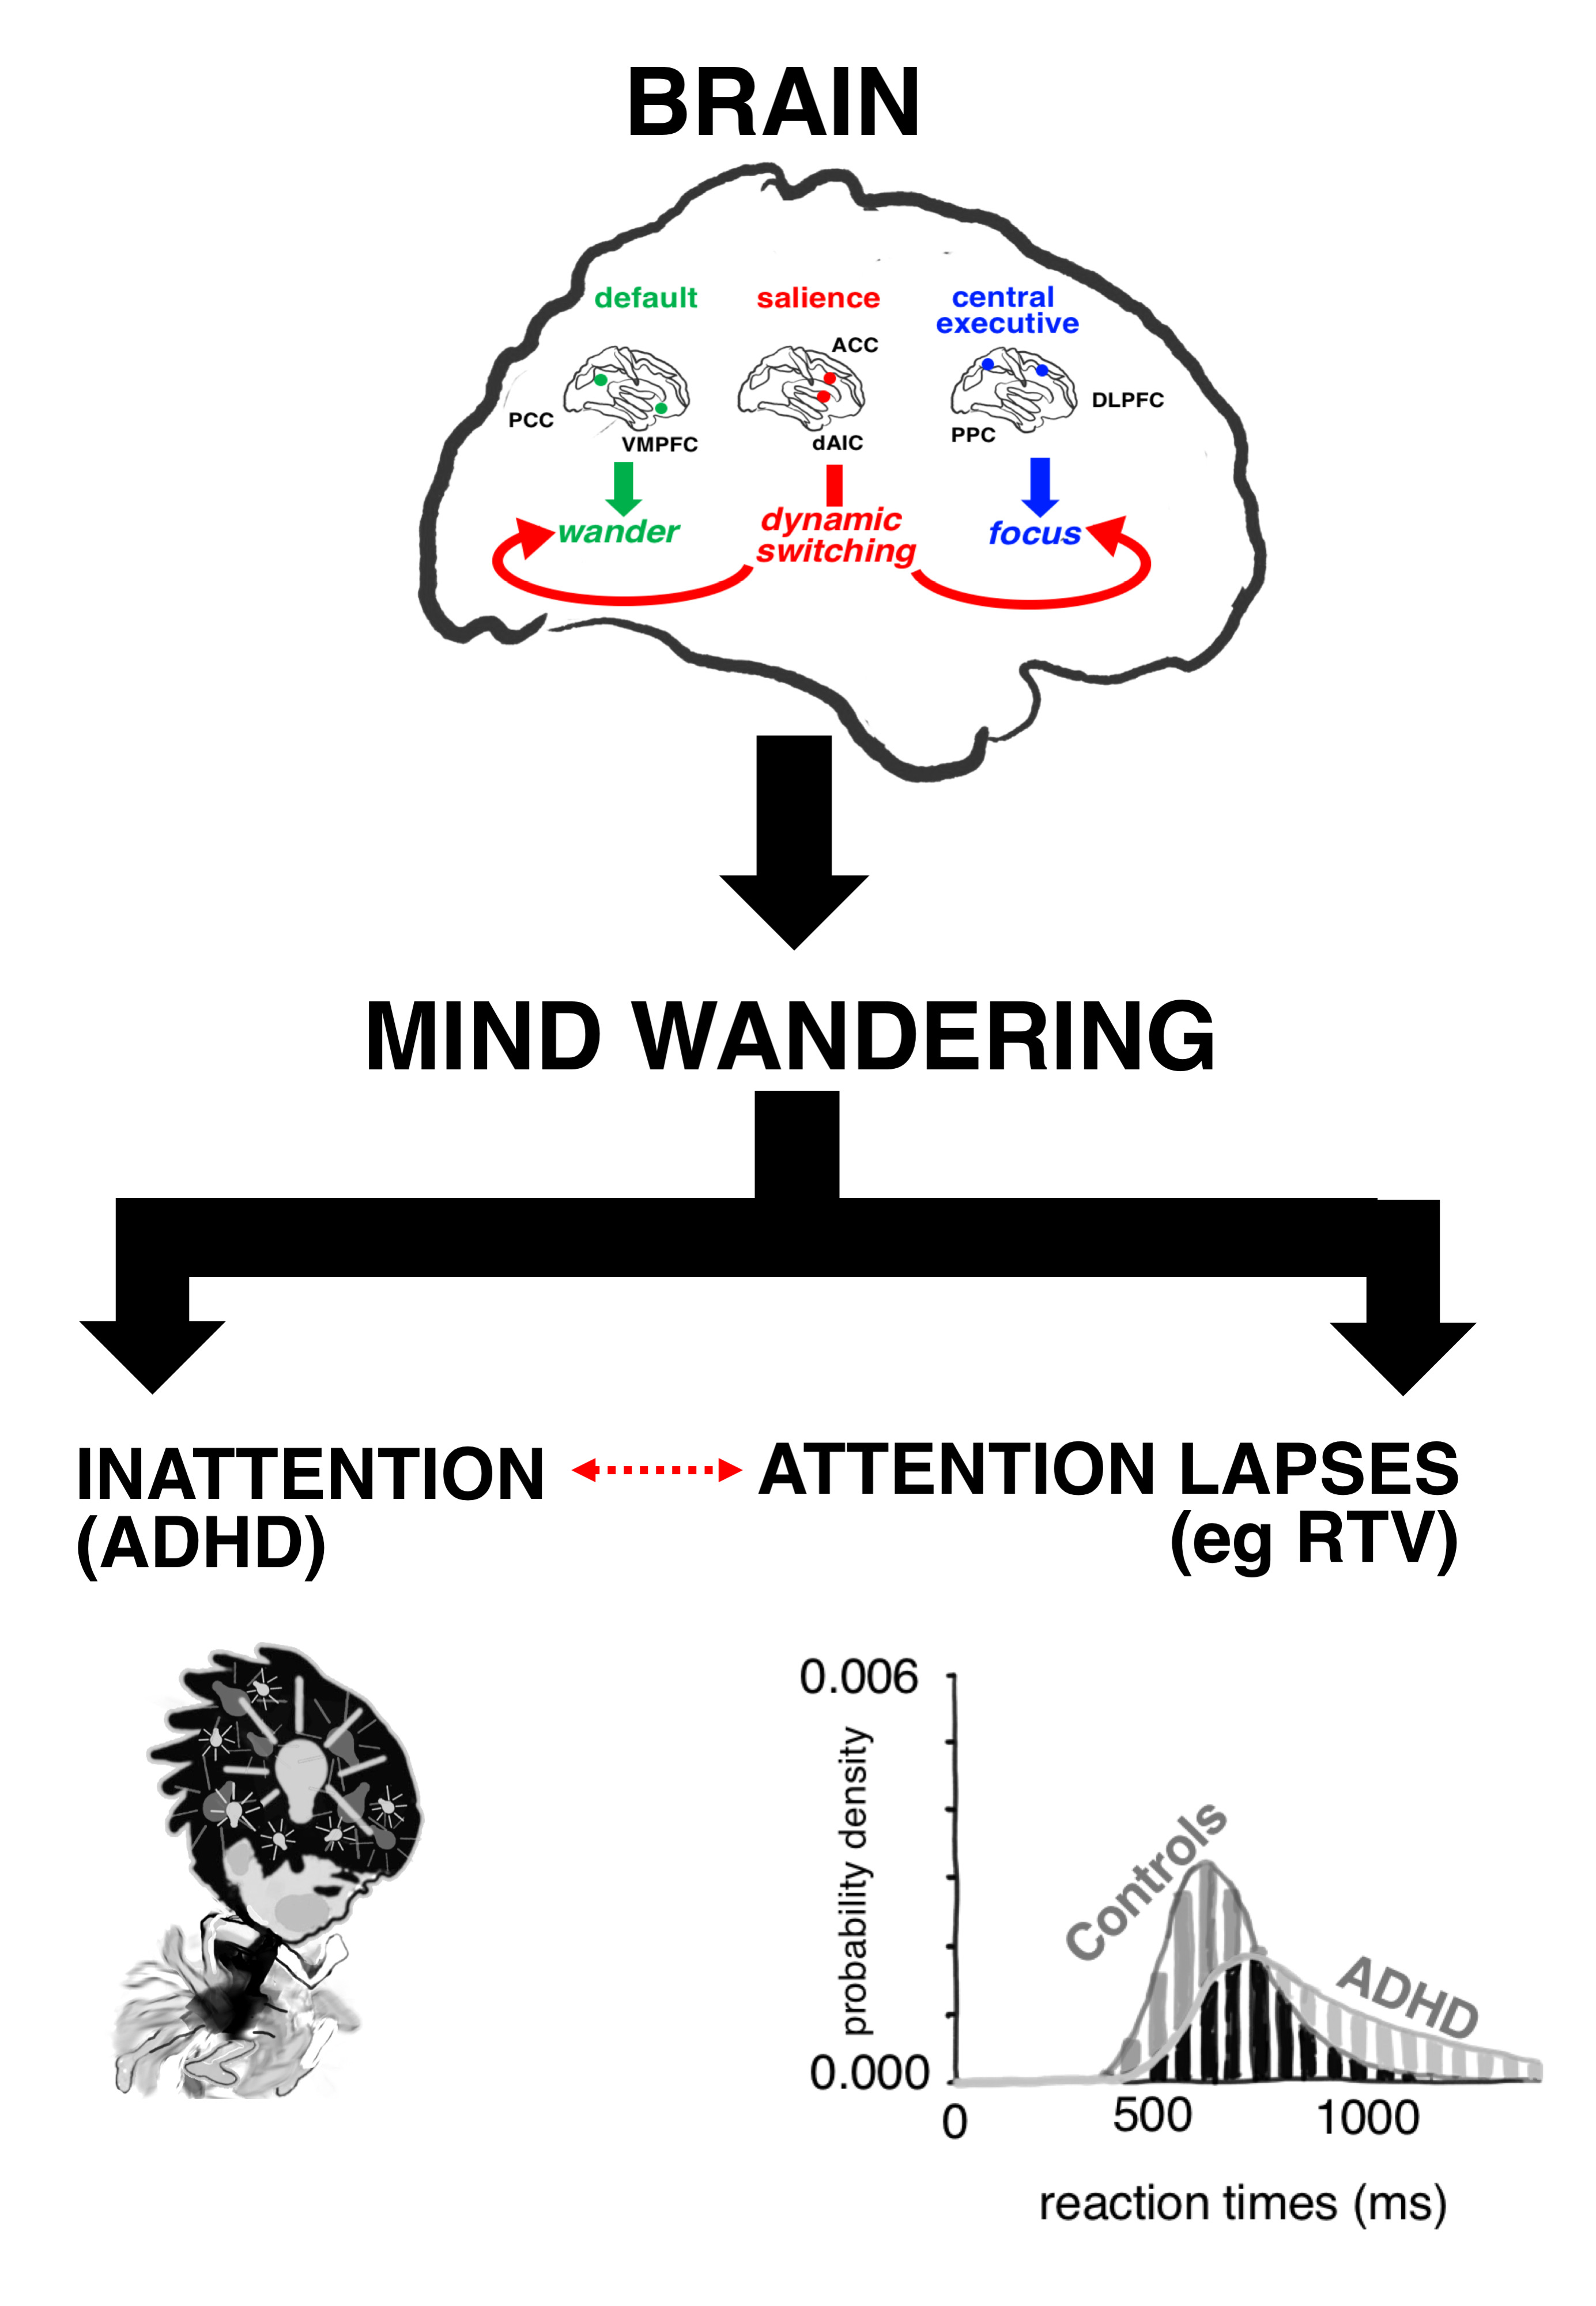 BRAIN
default
salience
central
executive
ACC
PCC
VMPFC
dAIC
PPC
DLPFC
wander
dynamic
switching
focus
MIND WANDERING
INATTENTION
(ADHD)
ATTENTION LAPSES
(eg RTV)
0.006
probability density
0.000
Controls
ADHD
0
500
1000
reaction times (ms)